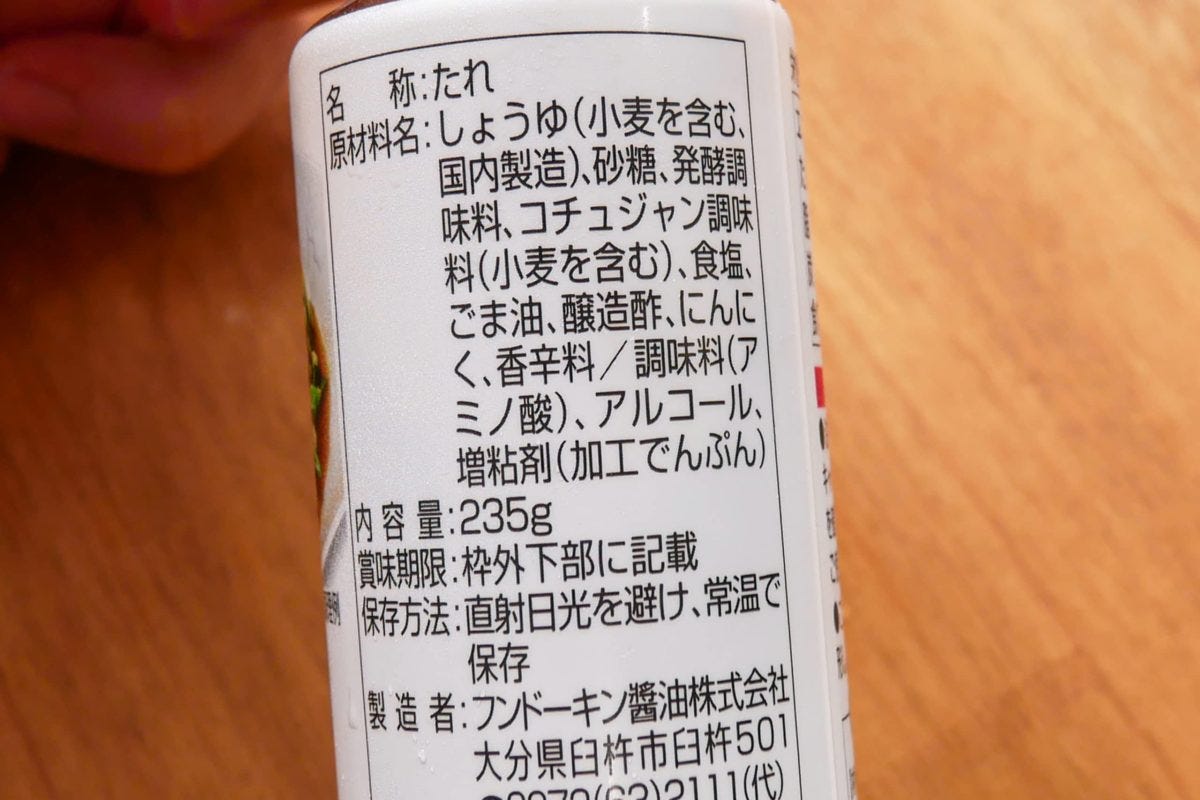 名　称：たれ
原材料名：しょうゆ（小麦を含む、
国内製造）、砂糖、発酵調
味料、コチュジャン調味
料（小麦を含む）、食塩、
ごま油、醸造酢、にんに
く、香辛料／調味料（ア
ミノ酸）、アルコール、
増粘剤（加工でんぷん）
内容量：235g
賞味期限：枠外下部に記載
保存方法：直射日光を避け、常温で
保存
製造者：フンドーキン醬油株式会社
大分県臼杵市臼杵501
(63)2111(代)